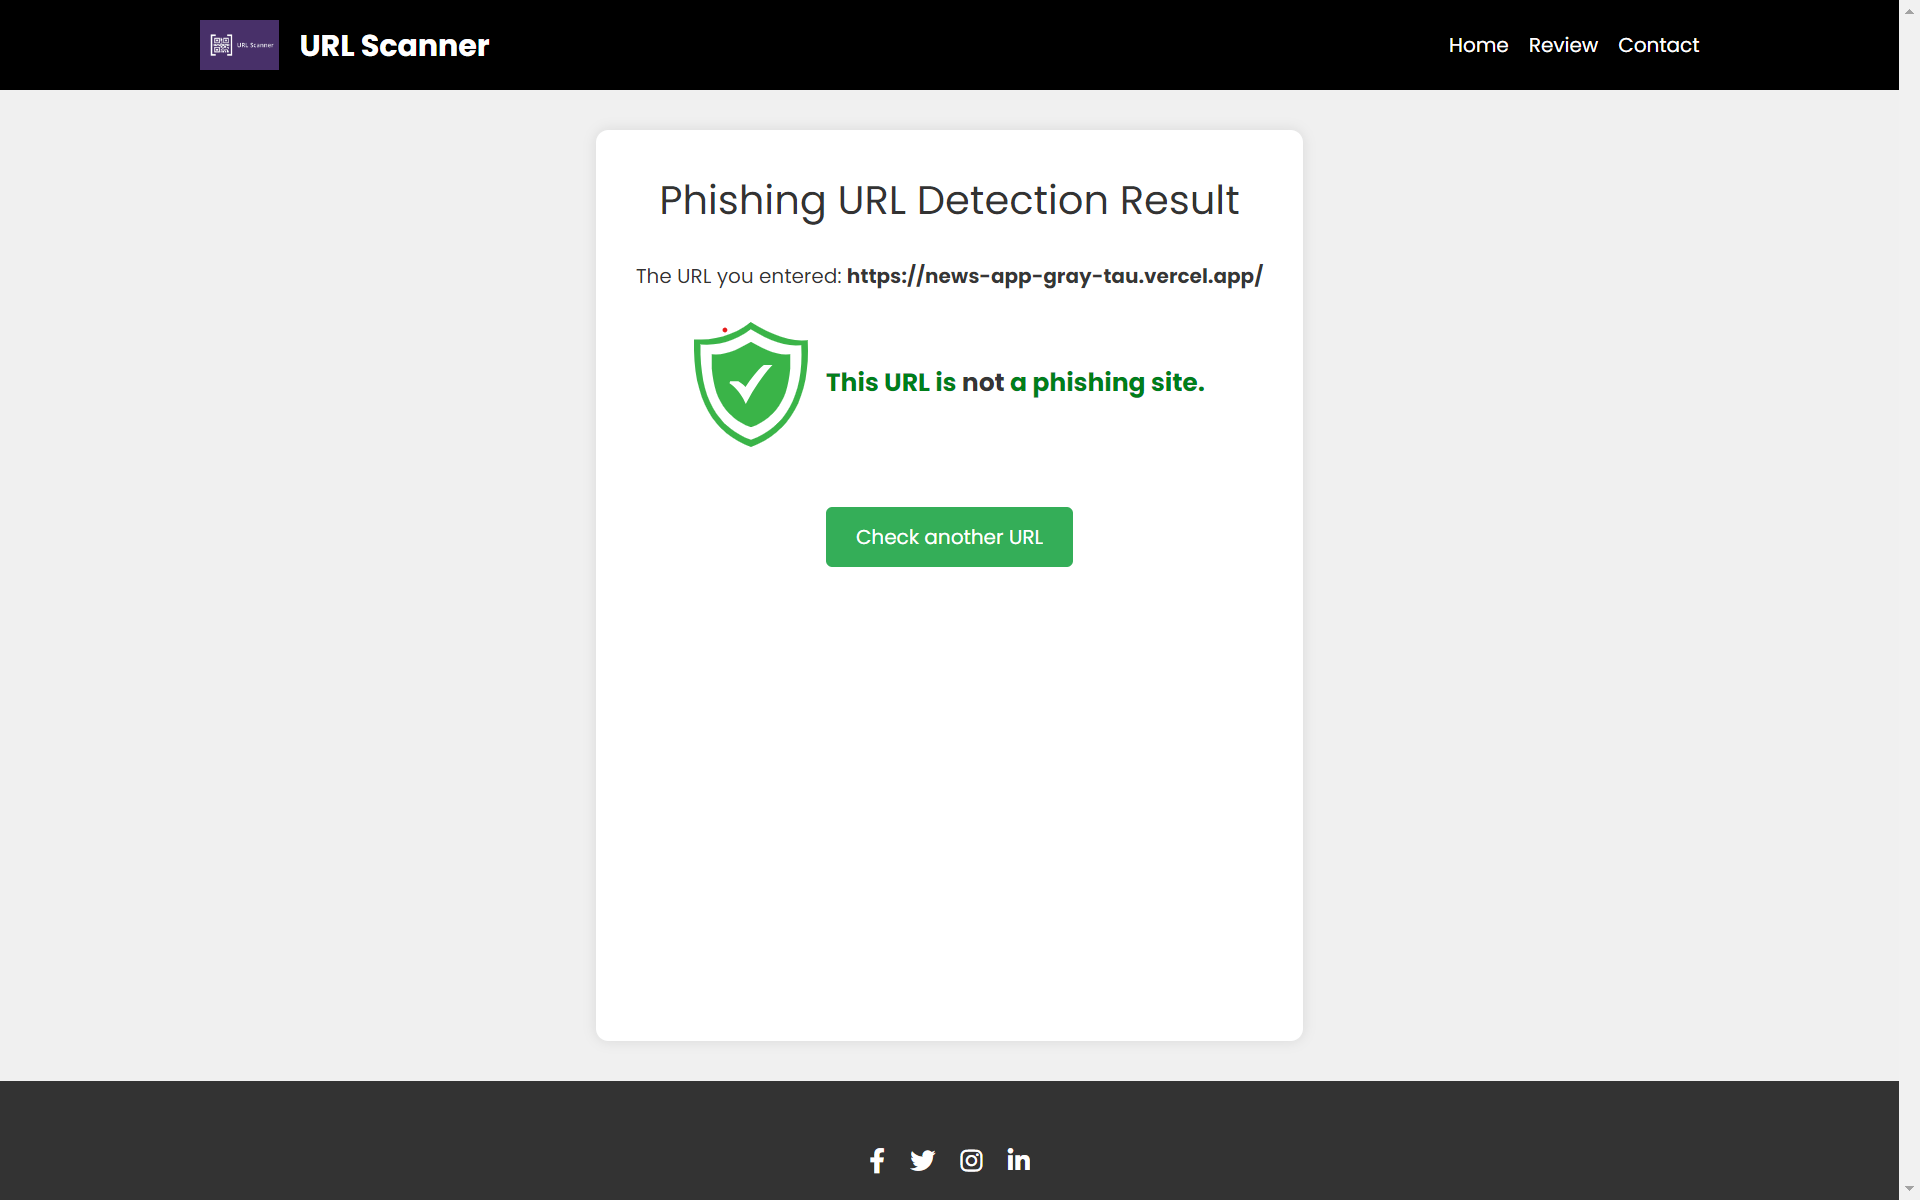 URL Scanner
URL Scanner
Home Review Contact
Phishing URL Detection Result
The URL you entered: https://news-app-gray-tau.vercel.app/
This URL is not a phishing site.
Check another URL